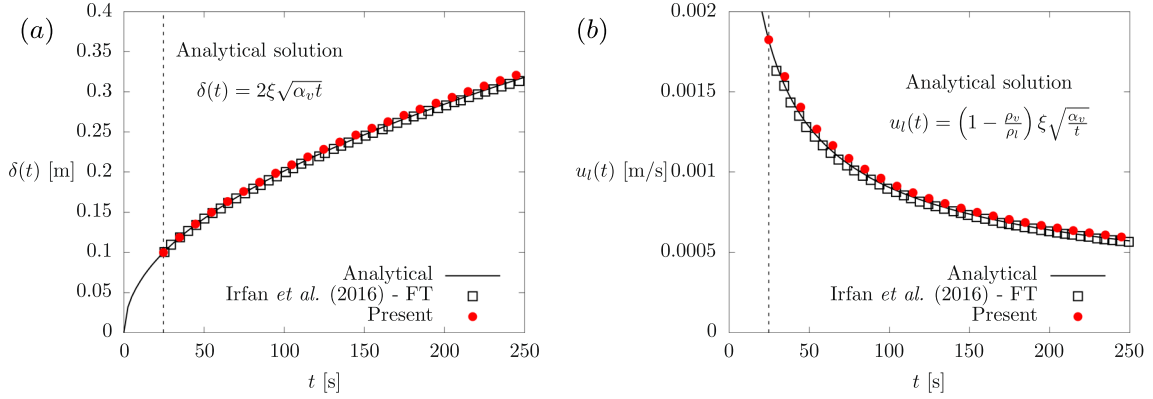 (a)
0.4
0.35
0.3
0.25
δ(t) [m]
0.2
0.15
0.1
0.05
0
Analytical solution
δ(t) = 2ξ√(α_v t)
Analytical
Irfan et al. (2016) - FT
Present
0 50 100 150 200 250
t [s]
(b)
0.002
0.0015
u_l(t) [m/s]
0.001
0.0005
0
Analytical solution
u_l(t) = (1 − ρ_v/ρ_l) ξ√(α_v/t)
Analytical
Irfan et al. (2016) - FT
Present
0 50 100 150 200 250
t [s]